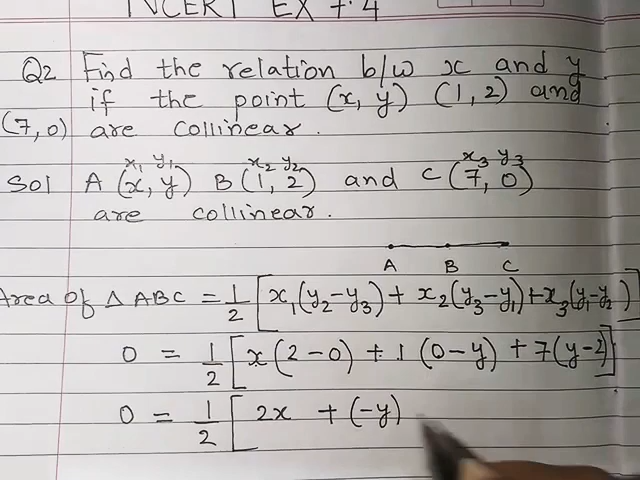 NCERT EX 7.4
Q2 Find the relation b/w x and y
if the point (x, y) (1, 2) and
(7, 0) are collinear.
x₁ y₁ x₂ y₂ x₃ y₃
Sol A (x, y) B (1, 2) and C (7, 0)
are collinear.
A B C
Area of △ ABC = 1/2 [x₁(y₂-y₃) + x₂(y₃-y₁) + x₃(y₁-y₂)]
0 = 1/2 [x(2-0) + 1(0-y) + 7(y-2)]
0 = 1/2 [2x + (-y)